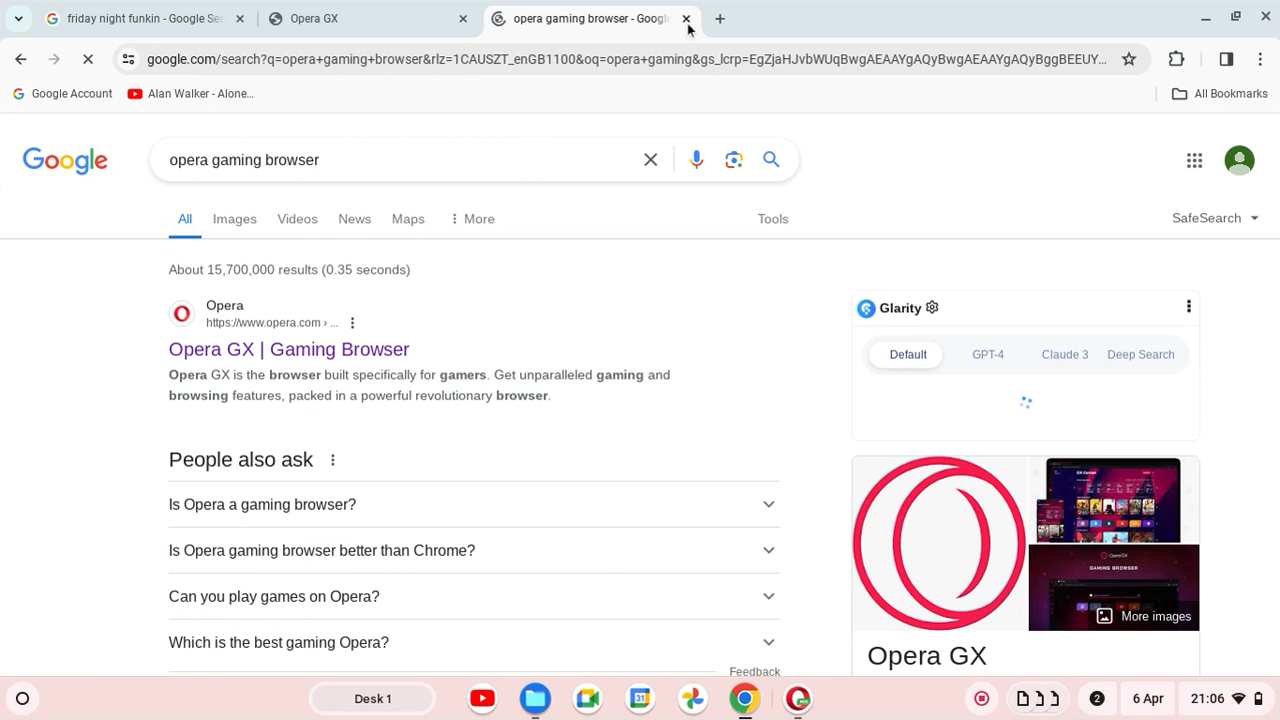 friday night funkin - Google Se
Opera GX
opera gaming browser - Googl
google.com/search?q=opera+gaming+browser&rlz=1CAUSZT_enGB1100&oq=opera+gaming&gs_lcrp=EgZjaHJvbWUqBwgAEAAYgAQyBwgAEAAYgAQyBggBEEUY...
Google Account
Alan Walker - Alone...
All Bookmarks
Google
opera gaming browser
All
Images
Videos
News
Maps
More
Tools
SafeSearch
About 15,700,000 results (0.35 seconds)
Opera
https://www.opera.com › ...
Opera GX | Gaming Browser
Opera GX is the browser built specifically for gamers. Get unparalleled gaming and
browsing features, packed in a powerful revolutionary browser.
Glarity
Default
GPT-4
Claude 3
Deep Search
People also ask
Is Opera a gaming browser?
Is Opera gaming browser better than Chrome?
Can you play games on Opera?
Which is the best gaming Opera?
Feedback
GAMING BROWSER
More images
Opera GX
Desk 1
31
2
6 Apr
21:06